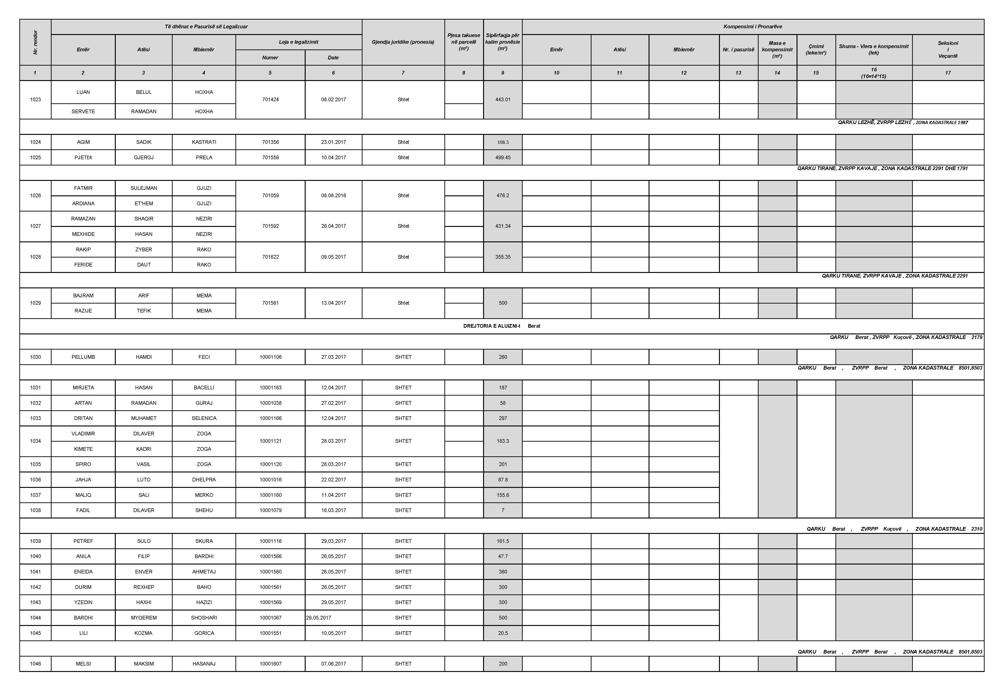 Nr. rendor
Të dhënat e Pasurisë së Legalizuar
Gjendja juridike (pronesia)
Pjesa takuese në parcelë (m²)
Sipërfaqja për kalim pronësie (m²)
Kompensimi i Pronarëve
Emër Atësi Mbiemër Leja e legalizimit
Numer Date
Emër Atësi Mbiemër Nr. i pasurisë Masa e kompensimit (m²) Çmimi (leke/m²) Shuma - Vlera e kompensimit (lek) Seksioni i Veçantë
1 2 3 4 5 6 7 8 9 10 11 12 13 14 15 16 (16=14*15) 17
1023 LUAN BELUL HOXHA 701424 08.02.2017 Shtet 443.01
SERVETE RAMADAN HOXHA
QARKU LEZHË, ZVRPP LEZHË , ZONA KADASTRALE 1987
1024 AGIM SADIK KASTRATI 701356 23.01.2017 Shtet 108.5
1025 PJETËR GJERGJ PRELA 701556 10.04.2017 Shtet 499.45
QARKU TIRANE, ZVRPP KAVAJE , ZONA KADASTRALE 2291 DHE 1791
1026 FATMIR SULEJMAN GJUZI 701059 08.08.2016 Shtet 476.2
ARDIANA ET'HEM GJUZI
1027 RAMAZAN SHAQIR NEZIRI 701592 26.04.2017 Shtet 431.34
MEXHIDE HASAN NEZIRI
1028 RAKIP ZYBER RAKO 701622 09.05.2017 Shtet 355.35
FERIDE DAUT RAKO
QARKU TIRANE, ZVRPP KAVAJE , ZONA KADASTRALE 2291
1029 BAJRAM ARIF MEMA 701561 13.04.2017 Shtet 500
RAZIJE TEFIK MEMA
DREJTORIA E ALUIZNI-t Berat
QARKU Berat , ZVRPP Kuçovë , ZONA KADASTRALE 2179
1030 PELLUMB HAMDI FECI 10001106 27.03.2017 SHTET 260
QARKU Berat , ZVRPP Berat , ZONA KADASTRALE 8501,8503
1031 MIRJETA HASAN BACELLI 10001163 12.04.2017 SHTET 187
1032 ARTAN RAMADAN GURAJ 10001038 27.02.2017 SHTET 58
1033 DRITAN MUHAMET SELENICA 10001166 12.04.2017 SHTET 297
1034 VLADIMIR DILAVER ZOGA 10001121 28.03.2017 SHTET 183.3
KIMETE KADRI ZOGA
1035 SPIRO VASIL ZOGA 10001120 28.03.2017 SHTET 201
1036 JAHJA LUTO DHELPRA 10001016 22.02.2017 SHTET 87.8
1037 MALIQ SALI MERKO 10001160 11.04.2017 SHTET 155.6
1038 FADIL DILAVER SHEHU 10001079 16.03.2017 SHTET 7
QARKU Berat , ZVRPP Kuçovë , ZONA KADASTRALE 2310
1039 PETREF SULO SKURA 10001116 29,03,2017 SHTET 161.5
1040 ANILA FILIP BARDHI 10001566 26,05,2017 SHTET 47.7
1041 ENEIDA ENVER AHMETAJ 10001560 26,05,2017 SHTET 360
1042 DURIM REXHEP BAHO 10001561 26,05,2017 SHTET 300
1043 YZEDIN HAXHI HAZIZI 10001569 29,05,2017 SHTET 300
1044 BARDHI MYQEREM SHOSHARI 10001067 29,05,2017 SHTET 500
1045 LILI KOZMA GORICA 10001551 10,05,2017 SHTET 20.5
QARKU Berat , ZVRPP Berat , ZONA KADASTRALE 8501,8503
1046 MELSI MAKSIM HASANAJ 10001607 07,06,2017 SHTET 200